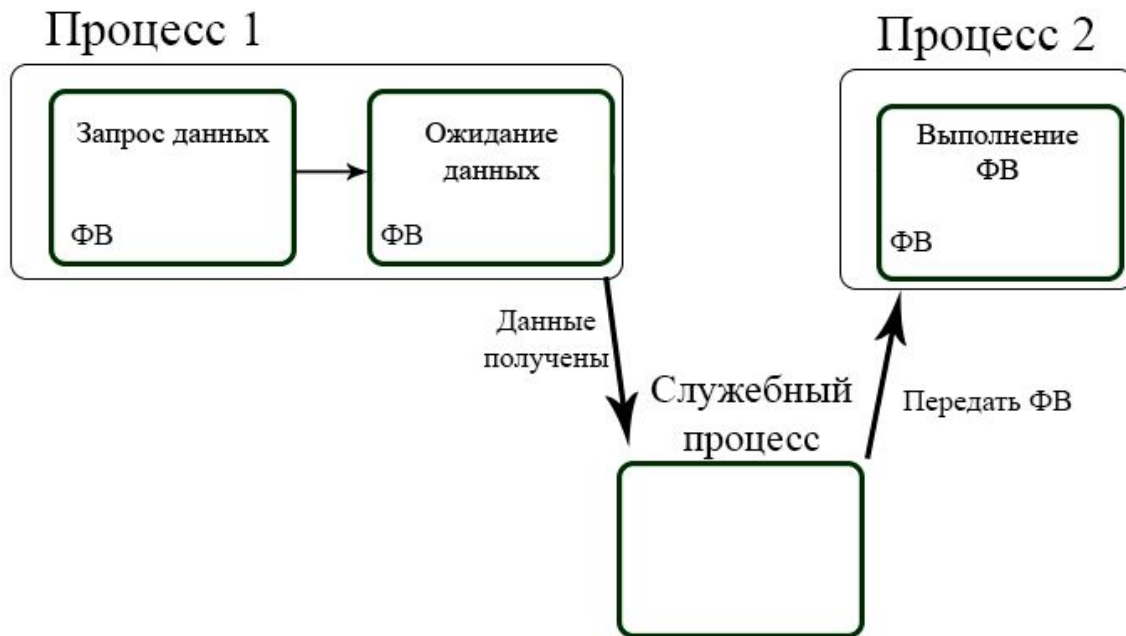 Процесс 1
Запрос данных
ФВ
Ожидание
данных
ФВ
Данные
получены
Служебный
процесс
Передать ФВ
Процесс 2
Выполнение
ФВ
ФВ